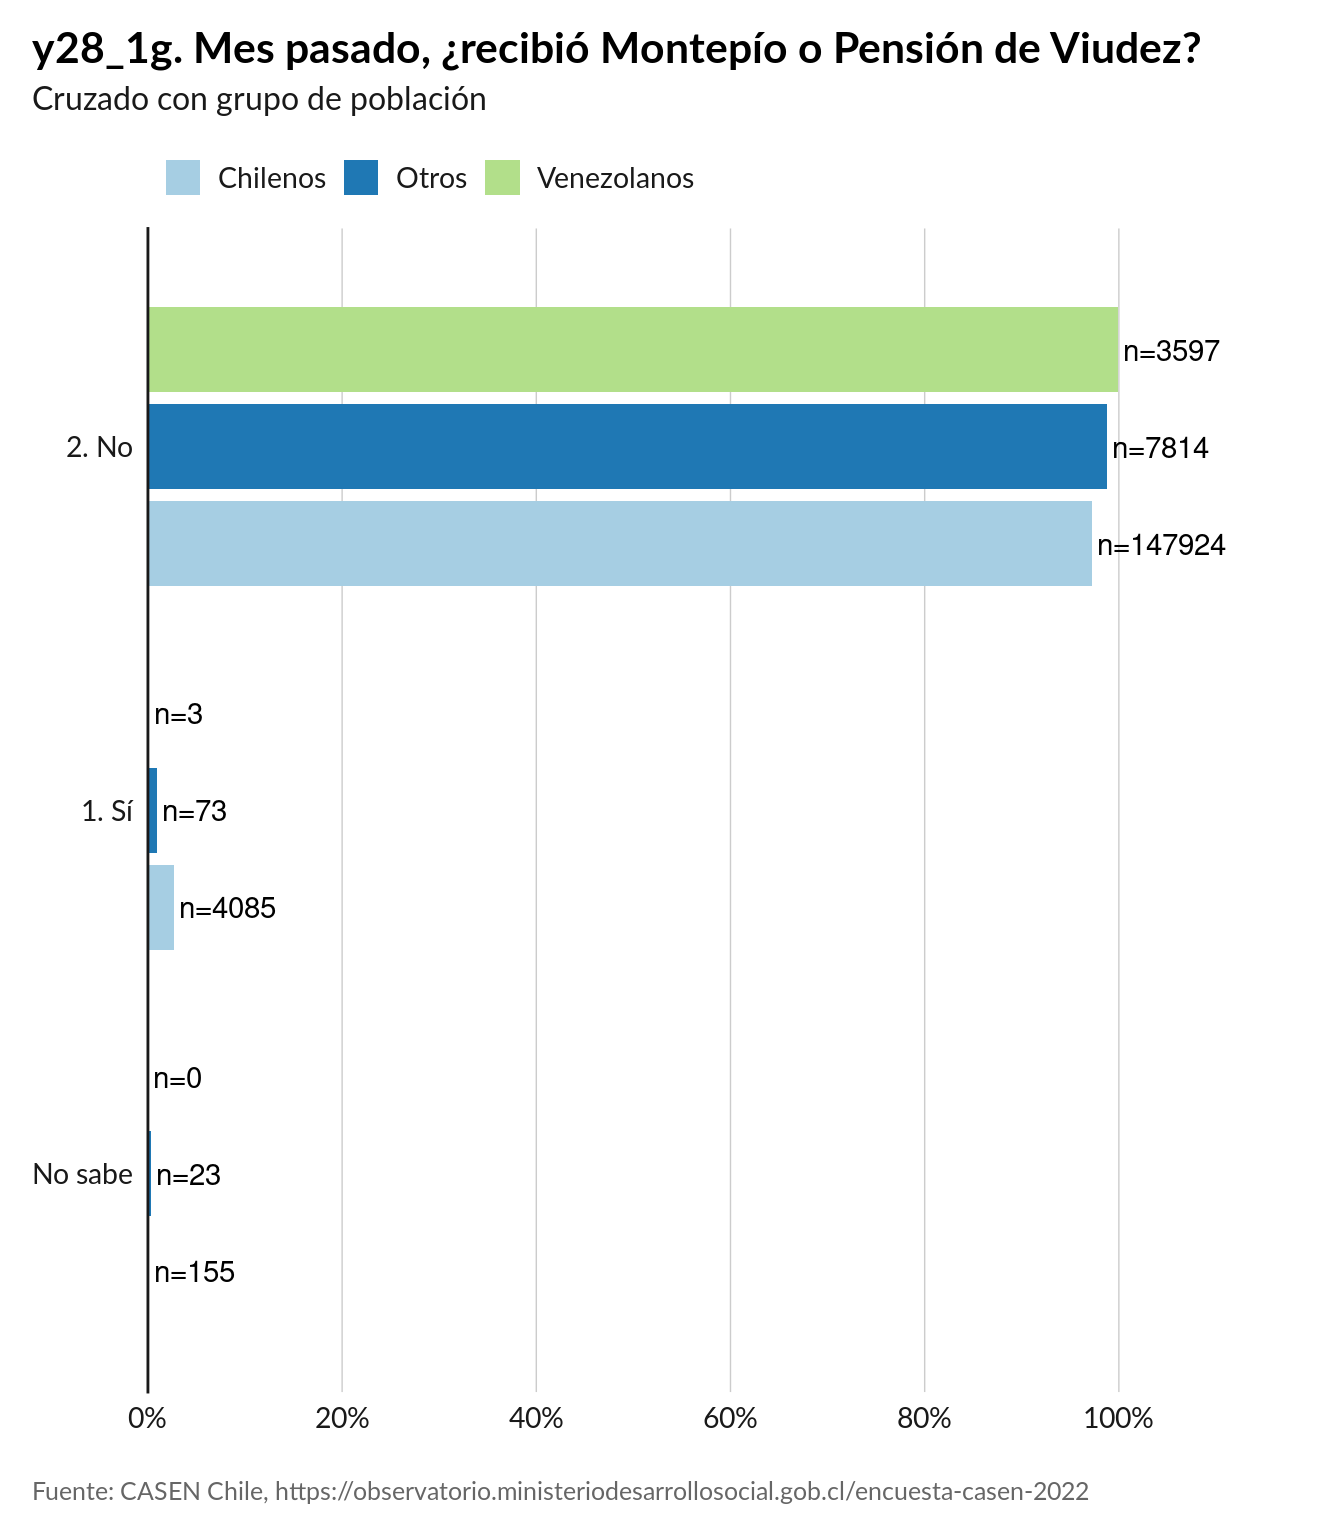 y28_1g. Mes pasado, ¿recibió Montepío o Pensión de Viudez?
Cruzado con grupo de población
Chilenos Otros Venezolanos
n=3597
2. No n=7814
n=147924
n=3
1. Sí n=73
n=4085
n=0
No sabe n=23
n=155
0% 20% 40% 60% 80% 100%
Fuente: CASEN Chile, https://observatorio.ministeriodesarrollosocial.gob.cl/encuesta-casen-2022